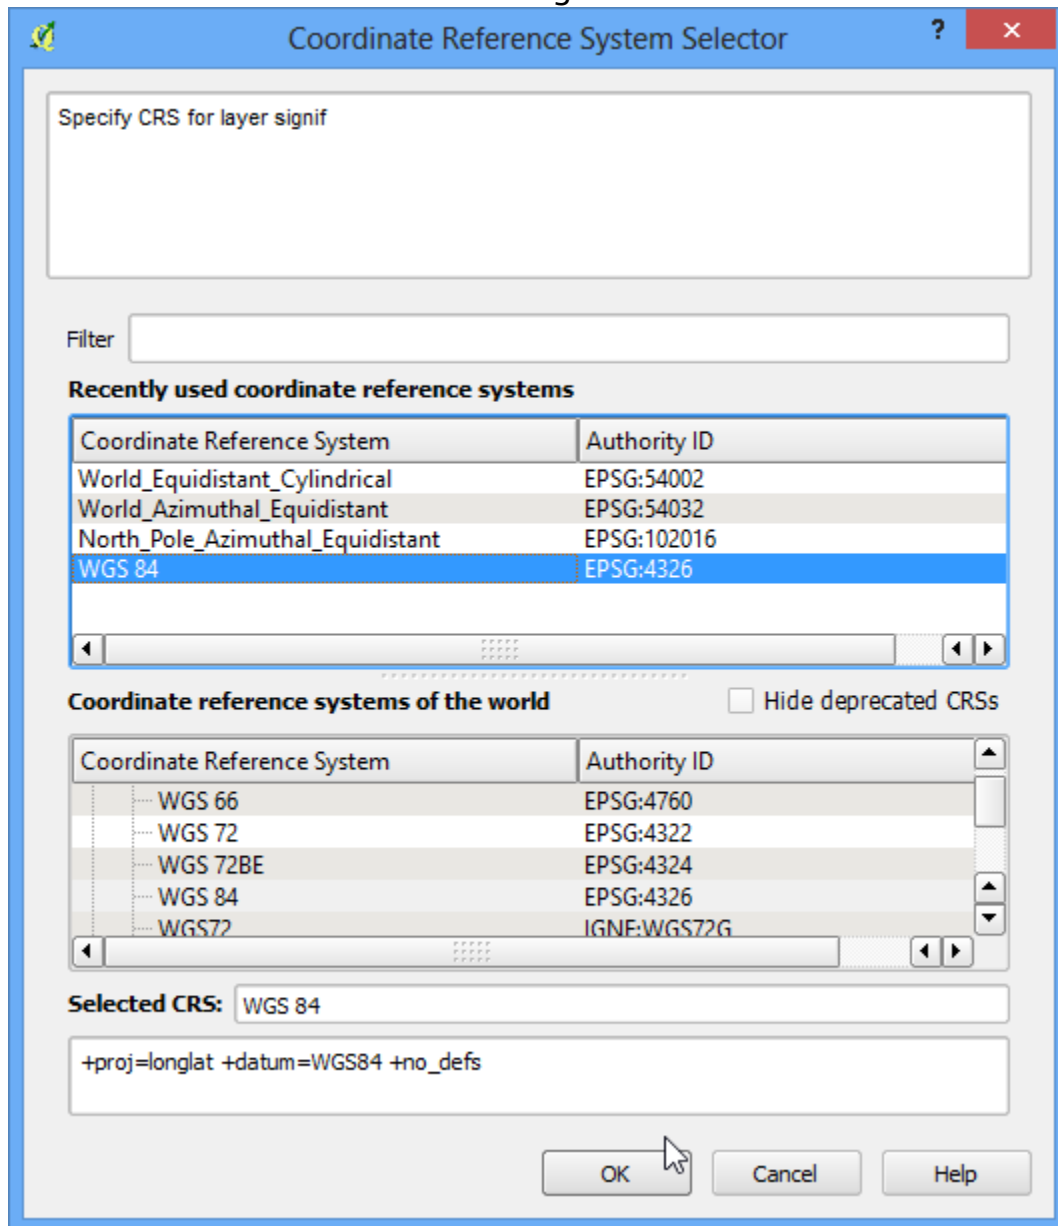 Coordinate Reference System Selector ? ×
Specify CRS for layer signif
Filter
Recently used coordinate reference systems
Coordinate Reference System Authority ID
World_Equidistant_Cylindrical EPSG:54002
World_Azimuthal_Equidistant EPSG:54032
North_Pole_Azimuthal_Equidistant EPSG:102016
WGS 84 EPSG:4326
Coordinate reference systems of the world Hide deprecated CRSs
Coordinate Reference System Authority ID
WGS 66 EPSG:4760
WGS 72 EPSG:4322
WGS 72BE EPSG:4324
WGS 84 EPSG:4326
WGS72 IGNF:WGS72G
Selected CRS: WGS 84
+proj=longlat +datum=WGS84 +no_defs
OK Cancel Help